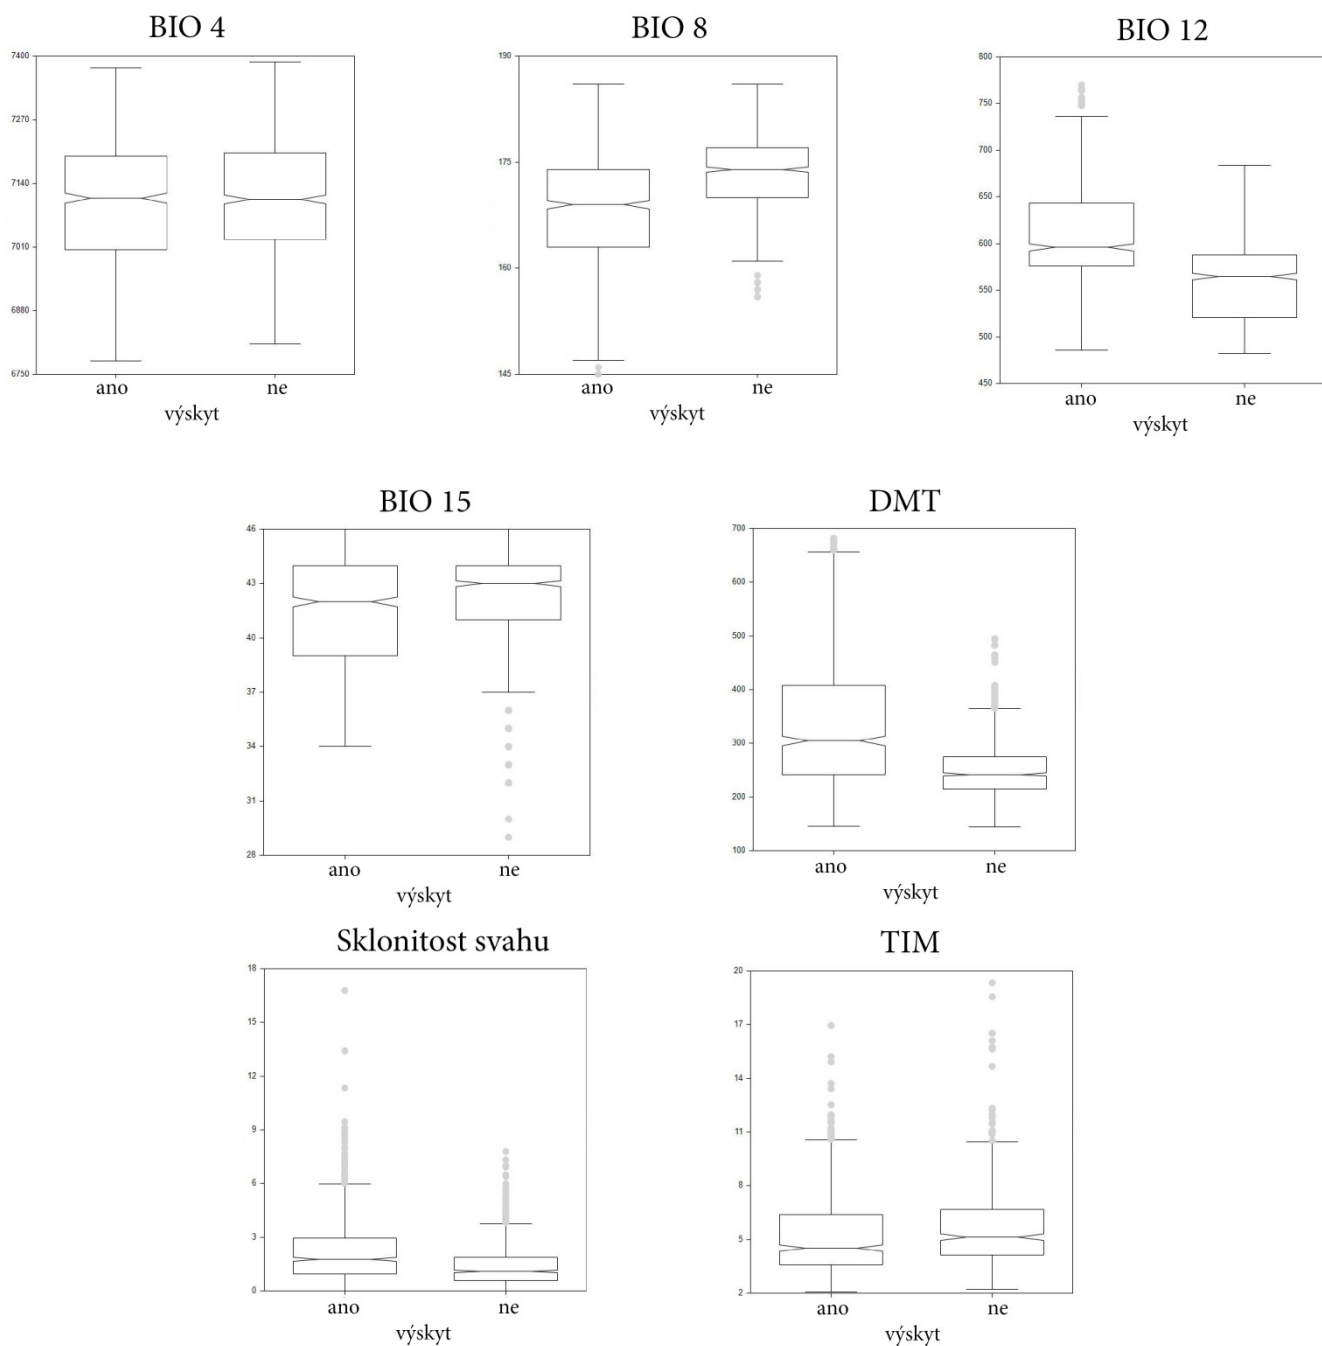 BIO 4
7400
7270
7140
7010
6880
6750
ano ne
výskyt
BIO 8
190
175
160
145
ano ne
výskyt
BIO 12
800
750
700
650
600
550
500
450
ano ne
výskyt
BIO 15
46
43
40
37
34
31
28
ano ne
výskyt
DMT
700
600
500
400
300
200
100
ano ne
výskyt
Sklonitost svahu
18
15
12
9
6
3
0
ano ne
výskyt
TIM
20
17
14
11
8
5
2
ano ne
výskyt